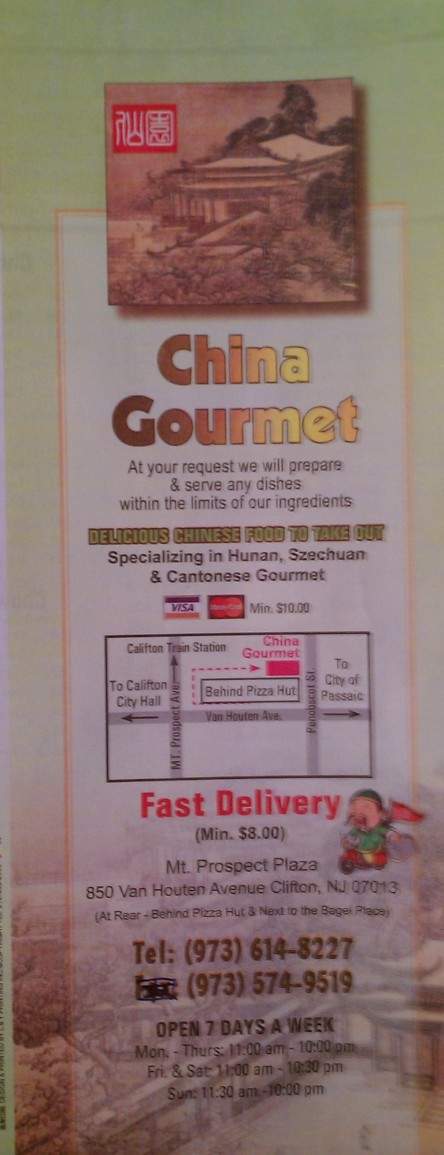 仙園
China
Gourmet
At your request we will prepare
& serve any dishes
within the limits of our ingredients
DELICIOUS CHINESE FOOD TO TAKE OUT
Specializing in Hunan, Szechuan
& Cantonese Gourmet
VISA MasterCard Min. $10.00
Clifton Train Station
China
Gourmet
To Clifton
City Hall
MT. Prospect Ave.
Behind Pizza Hut
Penobscot St.
To
City of
Passaic
Van Houten Ave.
Fast Delivery
(Min. $8.00)
Mt. Prospect Plaza
850 Van Houten Avenue Clifton, NJ 07013
(At Rear - Behind Pizza Hut & Next to the Bagel Place)
Tel: (973) 614-8227
(973) 574-9519
OPEN 7 DAYS A WEEK
Mon. - Thurs: 11:00 am - 10:00 pm
Fri. & Sat: 11:00 am - 10:30 pm
Sun: 11:30 am -10:00 pm